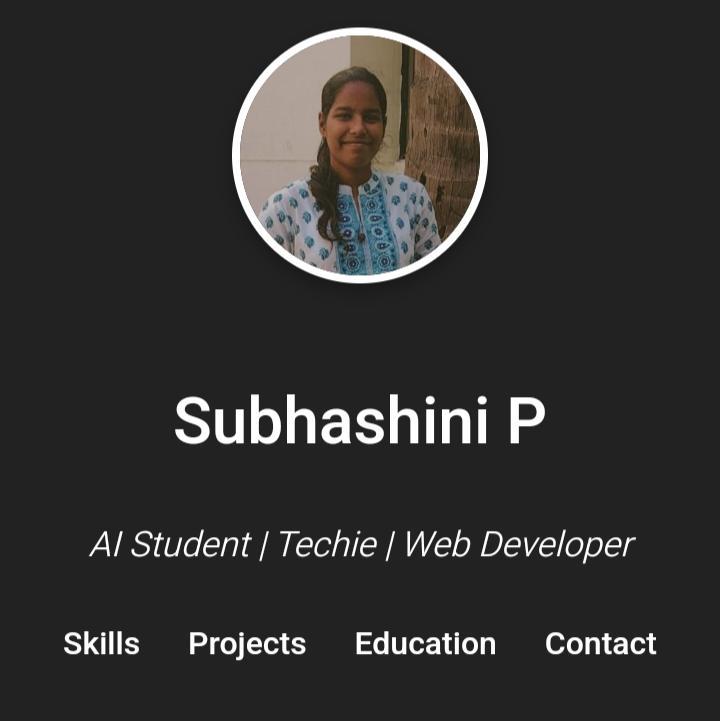 Subhashini P
AI Student | Techie | Web Developer
Skills Projects Education Contact